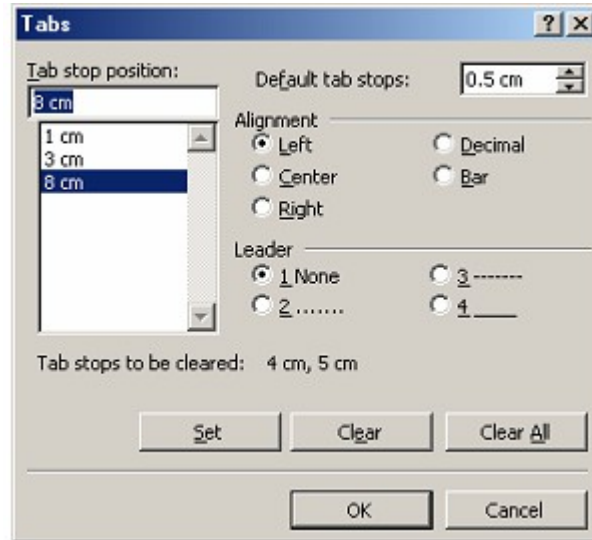 Tabs
Tab stop position:
Default tab stops:
0.5 cm
8 cm
1 cm
3 cm
8 cm
Alignment
Left
Decimal
Center
Bar
Right
Leader
1 None
3 -------
2 .......
4 ____
Tab stops to be cleared: 4 cm, 5 cm
Set
Clear
Clear All
OK
Cancel